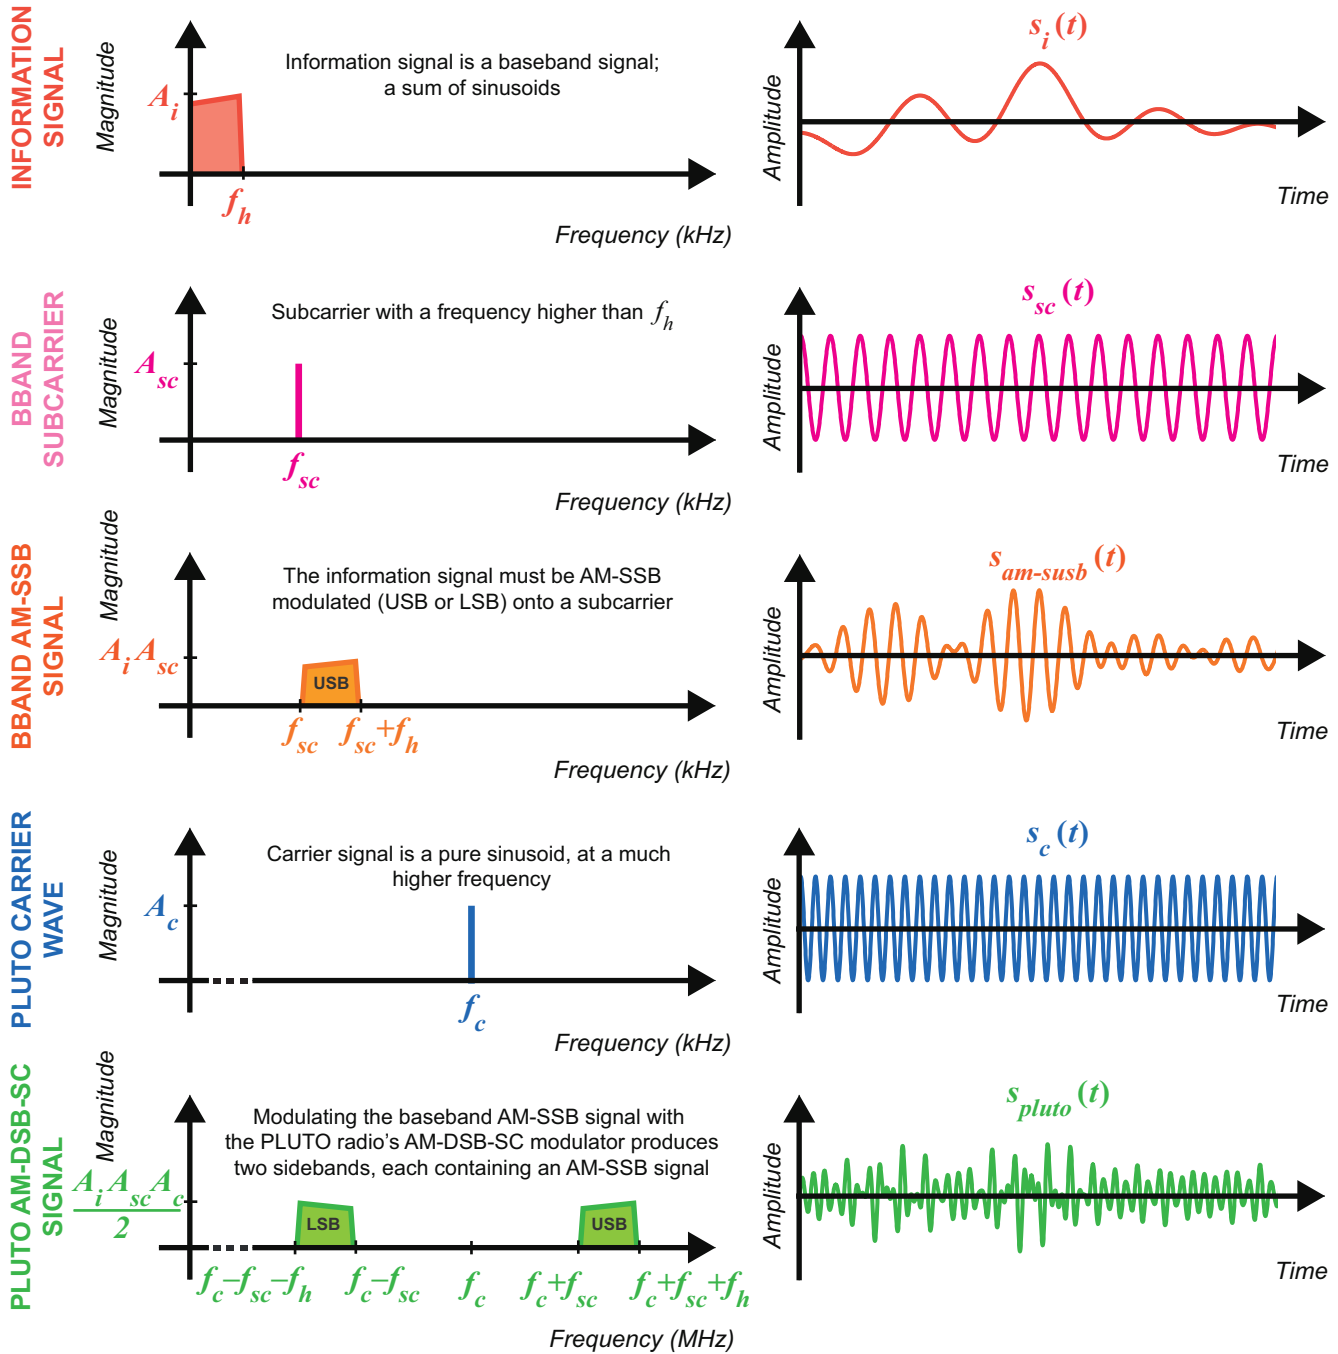 INFORMATION
SIGNAL
Magnitude
A_i
f_h
Information signal is a baseband signal;
a sum of sinusoids
Frequency (kHz)
s_i(t)
Amplitude
Time
BBAND
SUBCARRIER
Magnitude
A_sc
f_sc
Subcarrier with a frequency higher than f_h
Frequency (kHz)
s_sc(t)
Amplitude
Time
BBAND AM-SSB
SIGNAL
Magnitude
A_i A_sc
The information signal must be AM-SSB
modulated (USB or LSB) onto a subcarrier
USB
f_sc f_sc+f_h
Frequency (kHz)
s_am-susb(t)
Amplitude
Time
PLUTO CARRIER
WAVE
Magnitude
A_c
Carrier signal is a pure sinusoid, at a much
higher frequency
f_c
Frequency (kHz)
s_c(t)
Amplitude
Time
PLUTO AM-DSB-SC
SIGNAL
Magnitude
A_i A_sc A_c
2
Modulating the baseband AM-SSB signal with
the PLUTO radio's AM-DSB-SC modulator produces
two sidebands, each containing an AM-SSB signal
LSB USB
f_c−f_sc−f_h f_c−f_sc f_c f_c+f_sc f_c+f_sc+f_h
Frequency (MHz)
s_pluto(t)
Amplitude
Time